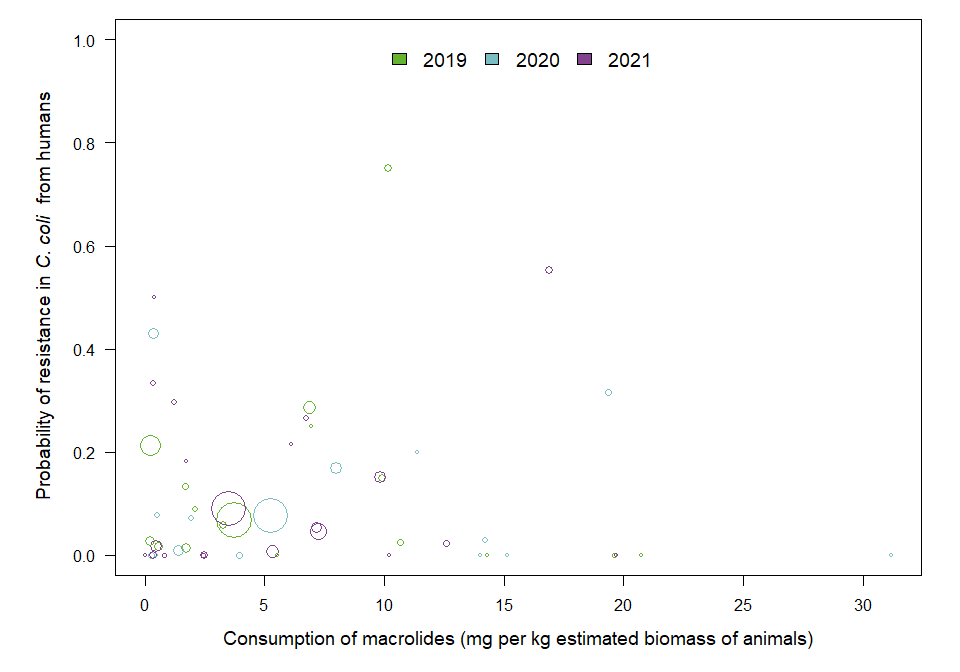 2019 2020 2021
1.0
0.8
0.6
0.4
0.2
0.0
Probability of resistance in C. coli from humans
0 5 10 15 20 25 30
Consumption of macrolides (mg per kg estimated biomass of animals)